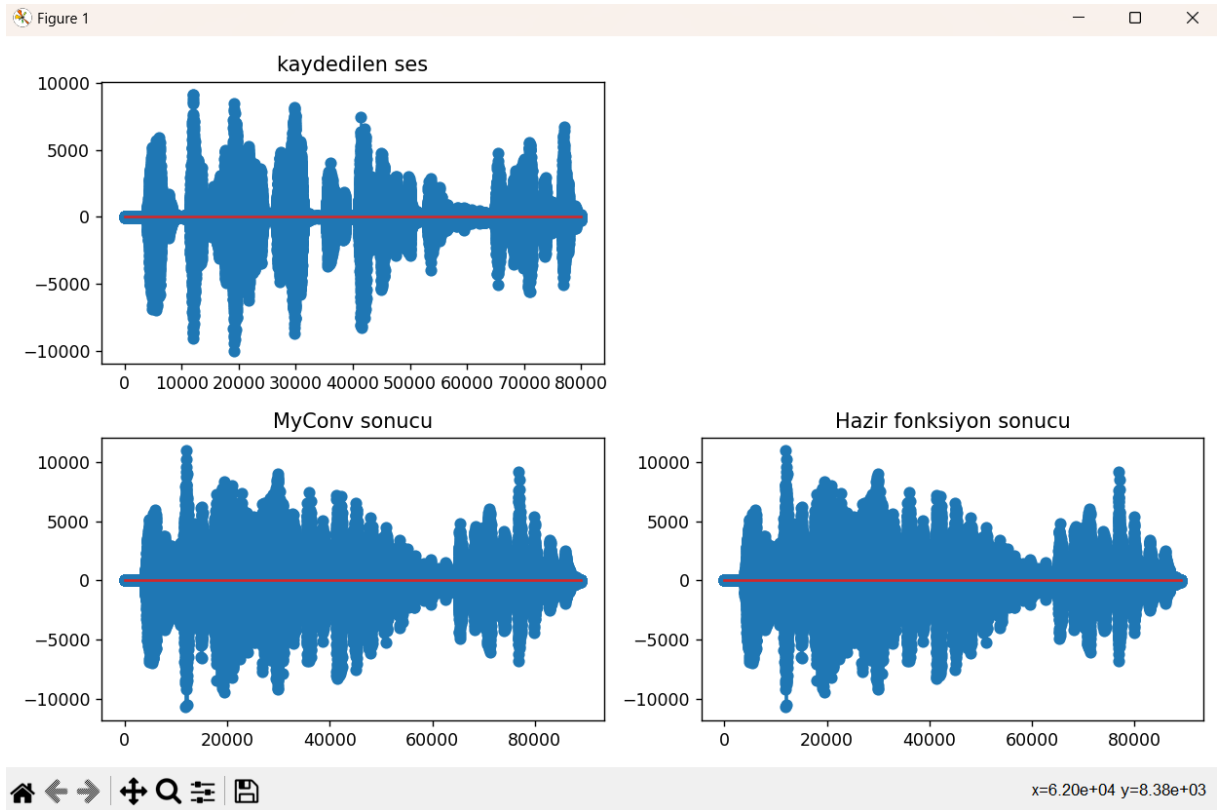 Figure 1
kaydedilen ses
10000
5000
0
−5000
−10000
0 10000 20000 30000 40000 50000 60000 70000 80000
MyConv sonucu
10000
5000
0
−5000
−10000
0 20000 40000 60000 80000
Hazir fonksiyon sonucu
10000
5000
0
−5000
−10000
0 20000 40000 60000 80000
x=6.20e+04 y=8.38e+03